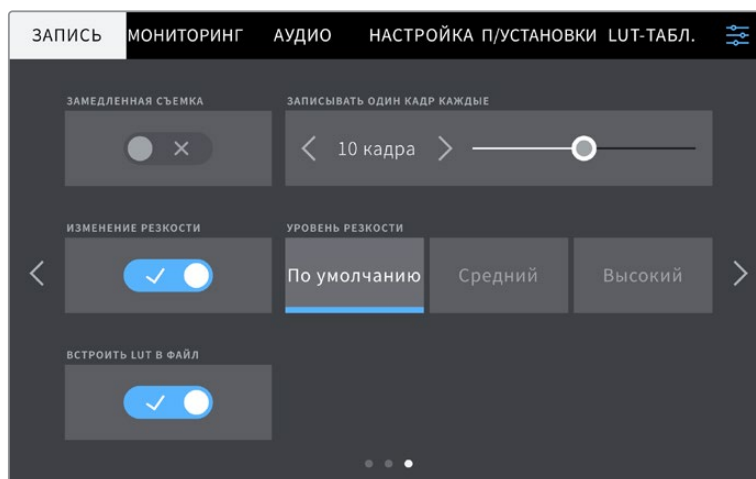 ЗАПИСЬ МОНИТОРИНГ АУДИО НАСТРОЙКА П/УСТАНОВКИ LUT-ТАБЛ.
ЗАМЕДЛЕННАЯ СЪЕМКА ЗАПИСЫВАТЬ ОДИН КАДР КАЖДЫЕ
10 кадра
ИЗМЕНЕНИЕ РЕЗКОСТИ УРОВЕНЬ РЕЗКОСТИ
По умолчанию Средний Высокий
ВСТРОИТЬ LUT В ФАЙЛ